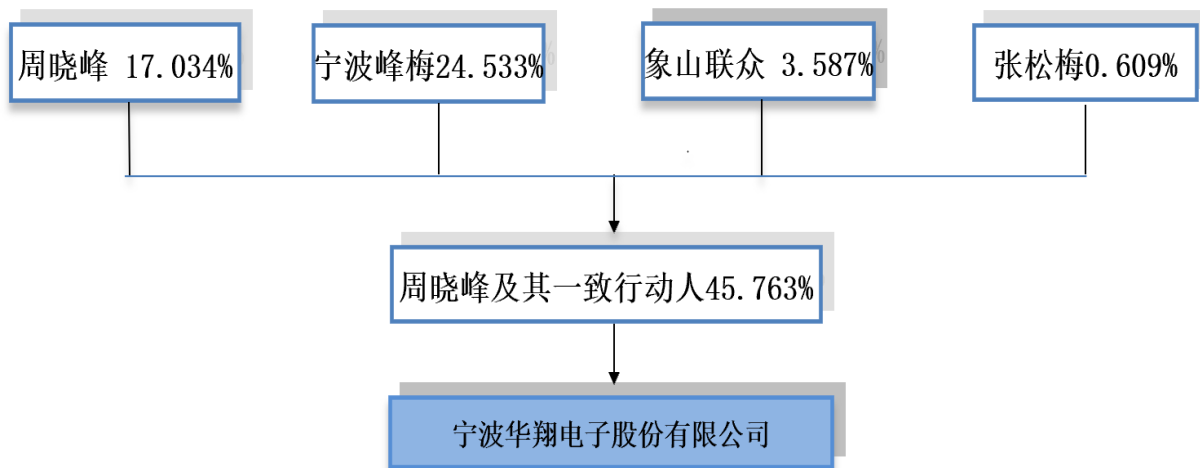 周晓峰 17.034%
宁波峰梅24.533%
象山联众 3.587%
张松梅0.609%
周晓峰及其一致行动人45.763%
宁波华翔电子股份有限公司